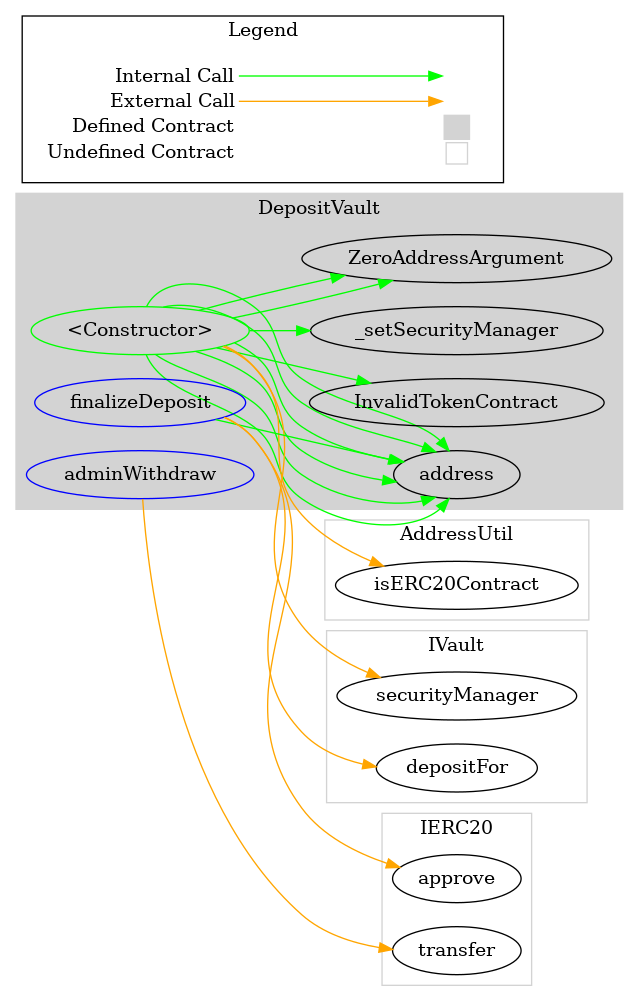 Legend
Internal Call
External Call
Defined Contract
Undefined Contract
DepositVault
ZeroAddressArgument
<Constructor>
_setSecurityManager
finalizeDeposit
InvalidTokenContract
adminWithdraw
address
AddressUtil
isERC20Contract
IVault
securityManager
depositFor
IERC20
approve
transfer